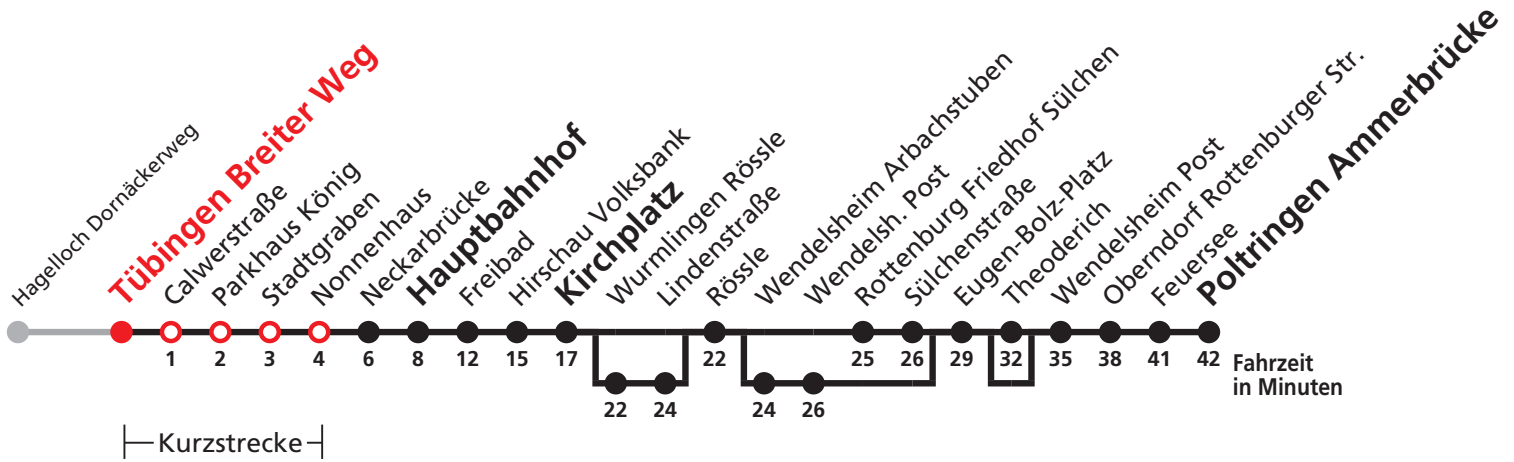 Hagelloch Dornäckerweg
Tübingen Breiter Weg
Calwerstraße
Parkhaus König
Stadtgraben
Nonnenhaus
Neckarbrücke
Hauptbahnhof
Freibad
Hirschau Volksbank
Kirchplatz
Wurmlingen Rössle
Lindenstraße
Rössle
Wendelsheim Arbachstuben
Wendelsh. Post
Rottenburg Friedhof Sülchen
Sülchenstraße
Eugen-Bolz-Platz
Theoderich
Wendelsheim Post
Oberndorf Rottenburger Str.
Feuersee
Poltringen Ammerbrücke
1 2 3 4 6 8 12 15 17 22 25 26 29 32 35 38 41 42
Fahrzeit
in Minuten
22 24 24 26
Kurzstrecke